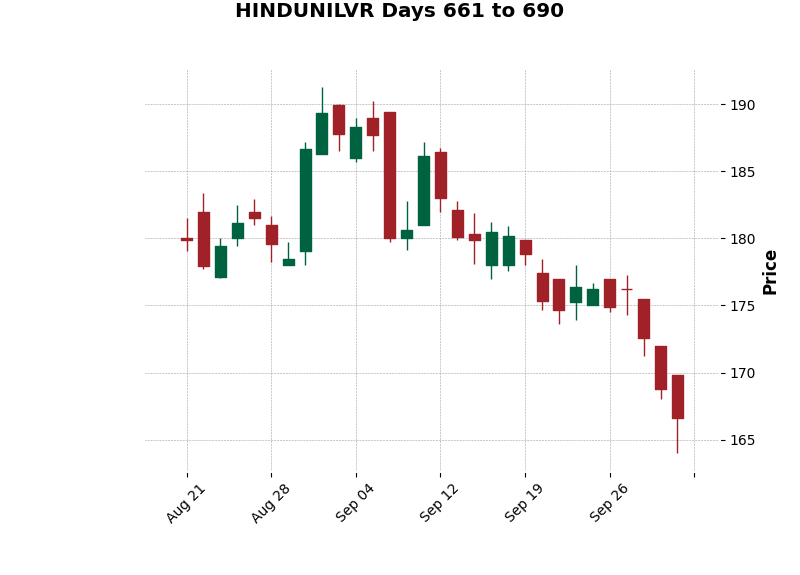 HINDUNILVR Days 661 to 690
190
185
180
175
170
165
Price
Aug 21
Aug 28
Sep 04
Sep 12
Sep 19
Sep 26